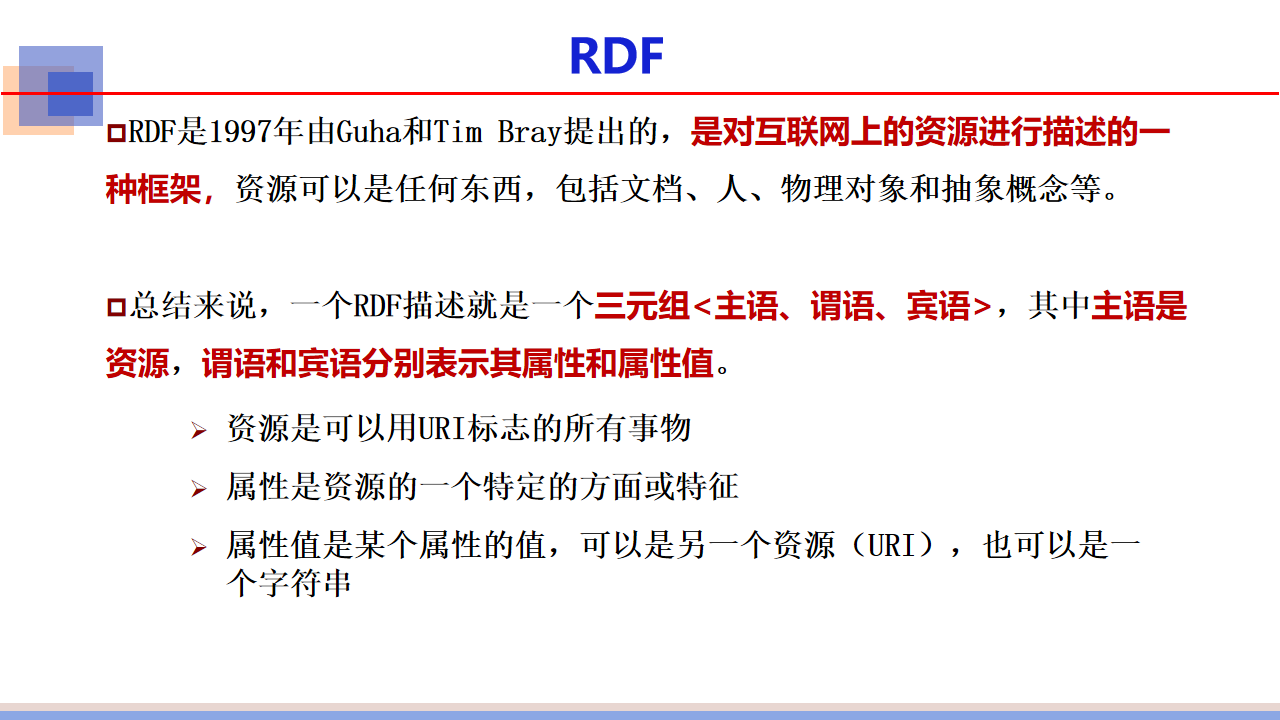 RDF
RDF是1997年由Guha和Tim Bray提出的，是对互联网上的资源进行描述的一
种框架，资源可以是任何东西，包括文档、人、物理对象和抽象概念等。
总结来说，一个RDF描述就是一个三元组<主语、谓语、宾语>，其中主语是
资源，谓语和宾语分别表示其属性和属性值。
资源是可以用URI标志的所有事物
属性是资源的一个特定的方面或特征
属性值是某个属性的值，可以是另一个资源（URI），也可以是一
个字符串